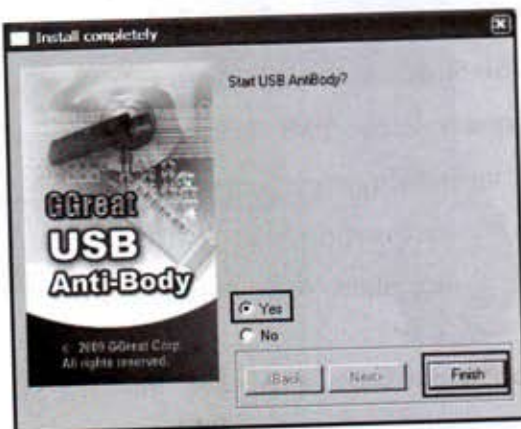 Install completely
Start USB AntiBody?
GGreat
USB
Anti-Body
c 2009 GGreat Corp.
All rights reserved.
Yes
No
<Back
Next>
Finish